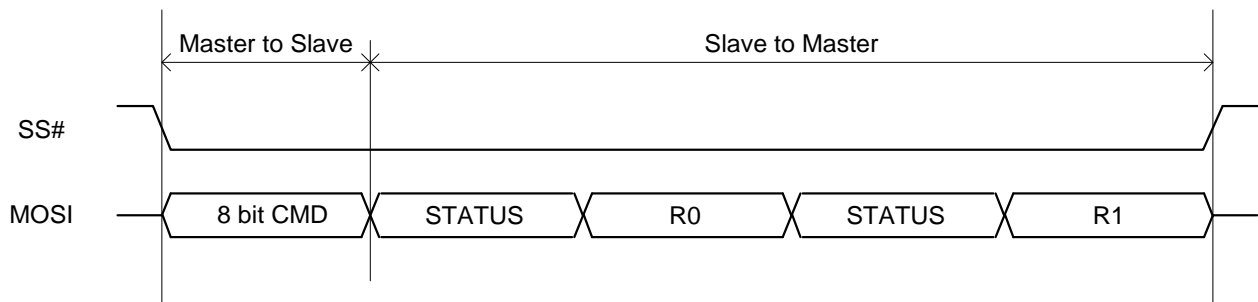 Master to Slave Slave to Master
SS#
MOSI 8 bit CMD STATUS R0 STATUS R1